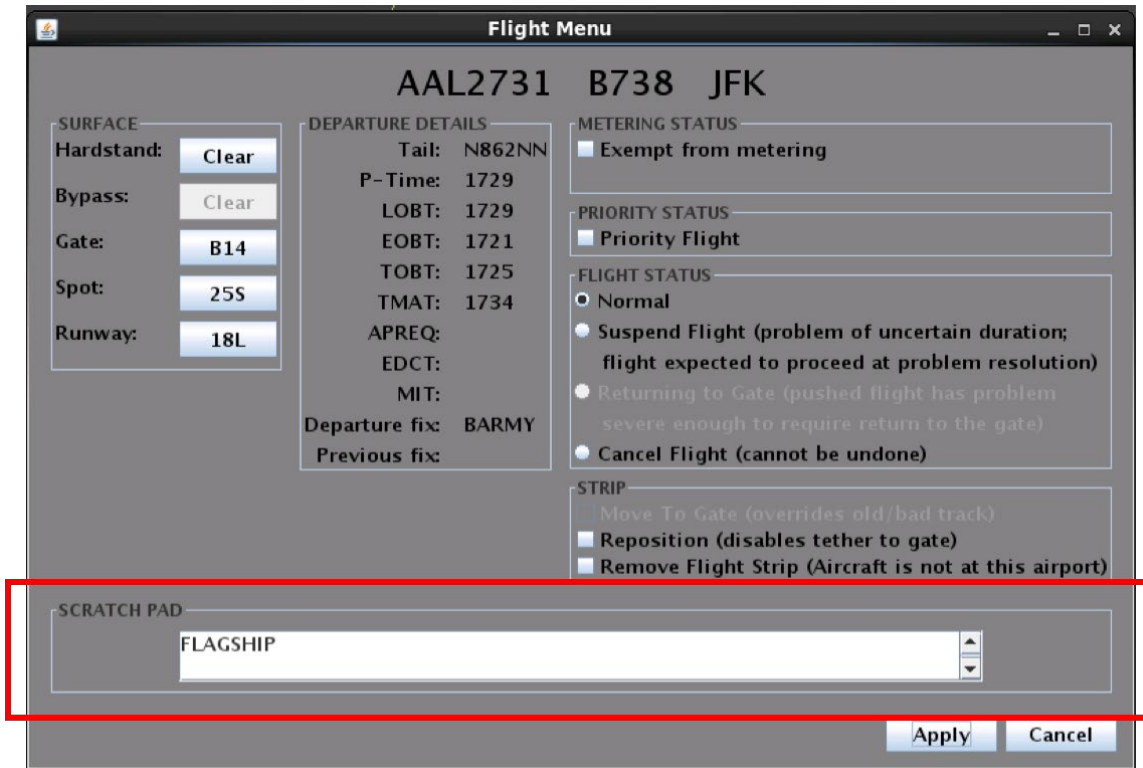 Flight Menu
AAL2731 B738 JFK
SURFACE
Hardstand: Clear
Bypass: Clear
Gate: B14
Spot: 25S
Runway: 18L
DEPARTURE DETAILS
Tail: N862NN
P-Time: 1729
LOBT: 1729
EOBT: 1721
TOBT: 1725
TMAT: 1734
APREQ:
EDCT:
MIT:
Departure fix: BARMY
Previous fix:
METERING STATUS
Exempt from metering
PRIORITY STATUS
Priority Flight
FLIGHT STATUS
Normal
Suspend Flight (problem of uncertain duration;
flight expected to proceed at problem resolution)
Returning to Gate (pushed flight has problem
severe enough to require return to the gate)
Cancel Flight (cannot be undone)
STRIP
Move To Gate (overrides old/bad track)
Reposition (disables tether to gate)
Remove Flight Strip (Aircraft is not at this airport)
SCRATCH PAD
FLAGSHIP
Apply Cancel